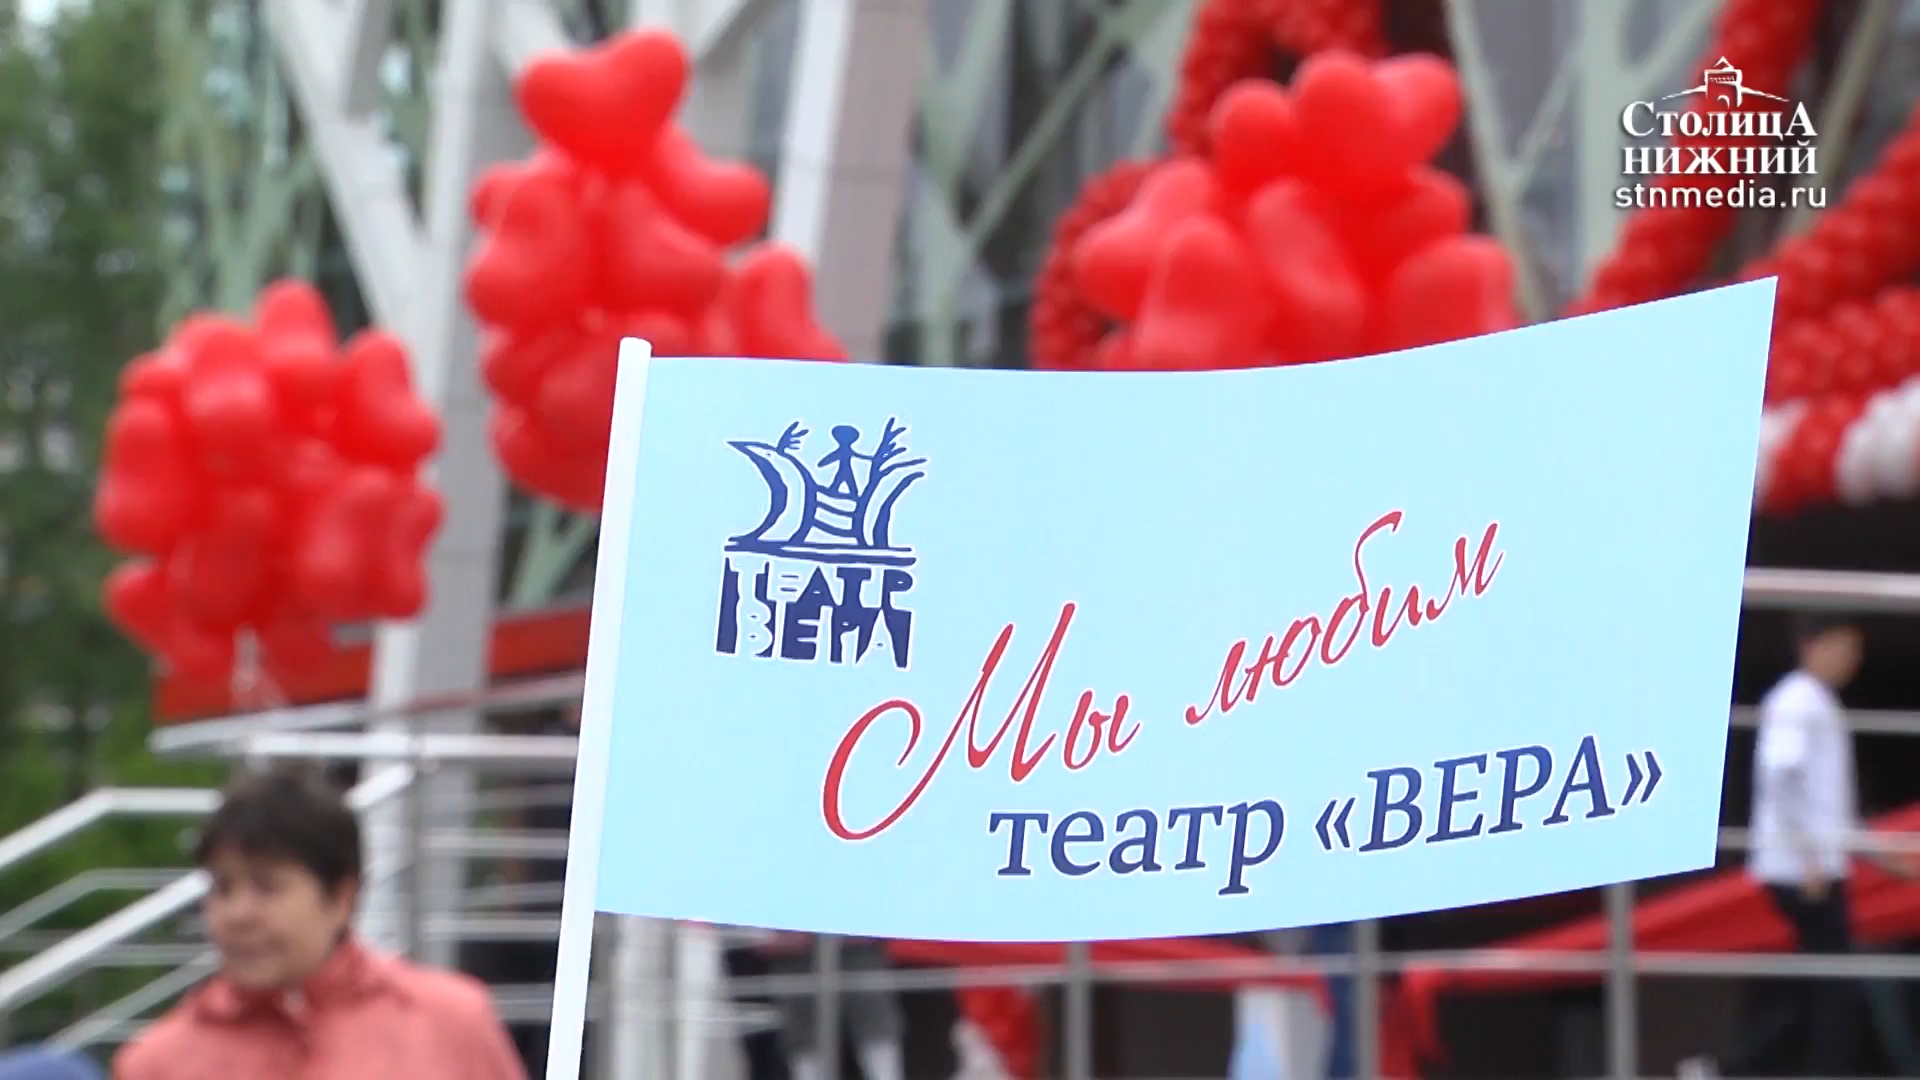 СтолицА
нижний
stnmedia.ru
ТЕАТР
ВЕРА
Мы любим
театр «ВЕРА»